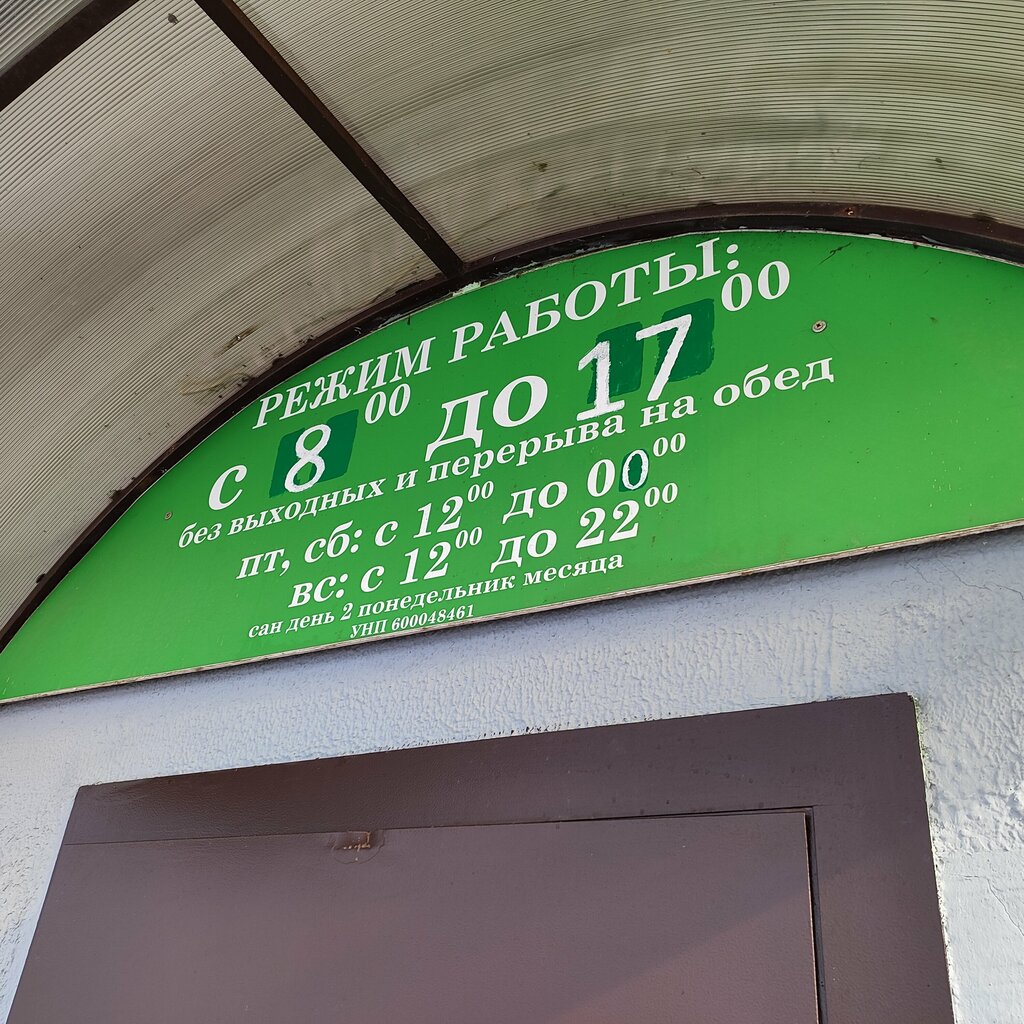 РЕЖИМ РАБОТЫ:
с 8⁰⁰ до 17⁰⁰
без выходных и перерыва на обед
пт, сб: с 12⁰⁰ до 00⁰⁰
вс: с 12⁰⁰ до 22⁰⁰
сан день 2 понедельник месяца
УНП 600048461